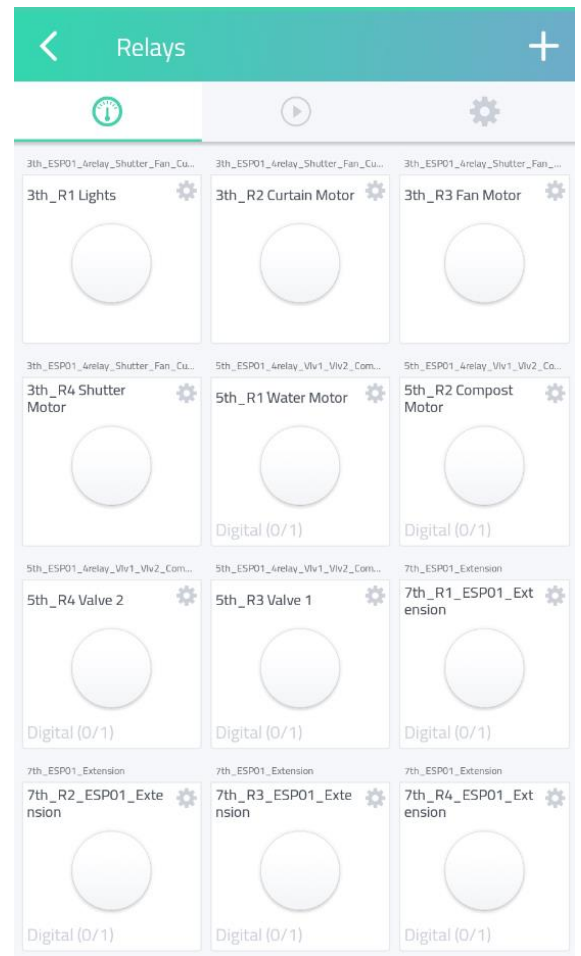 Relays
3th_ESP01_4relay_Shutter_Fan_Cu...
3th_ESP01_4relay_Shutter_Fan_Cu...
3th_ESP01_4relay_Shutter_Fan_...
3th_R1 Lights
3th_R2 Curtain Motor
3th_R3 Fan Motor
3th_ESP01_4relay_Shutter_Fan_Cu...
5th_ESP01_4relay_Vlv1_Vlv2_Com...
5th_ESP01_4relay_Vlv1_Vlv2_Co...
3th_R4 Shutter
Motor
5th_R1 Water Motor
5th_R2 Compost
Motor
Digital (0/1)
Digital (0/1)
5th_ESP01_4relay_Vlv1_Vlv2_Com...
5th_ESP01_4relay_Vlv1_Vlv2_Com...
7th_ESP01_Extension
5th_R4 Valve 2
5th_R3 Valve 1
7th_R1_ESP01_Ext
ension
Digital (0/1)
Digital (0/1)
Digital (0/1)
7th_ESP01_Extension
7th_ESP01_Extension
7th_ESP01_Extension
7th_R2_ESP01_Exte
nsion
7th_R3_ESP01_Exte
nsion
7th_R4_ESP01_Ext
ension
Digital (0/1)
Digital (0/1)
Digital (0/1)